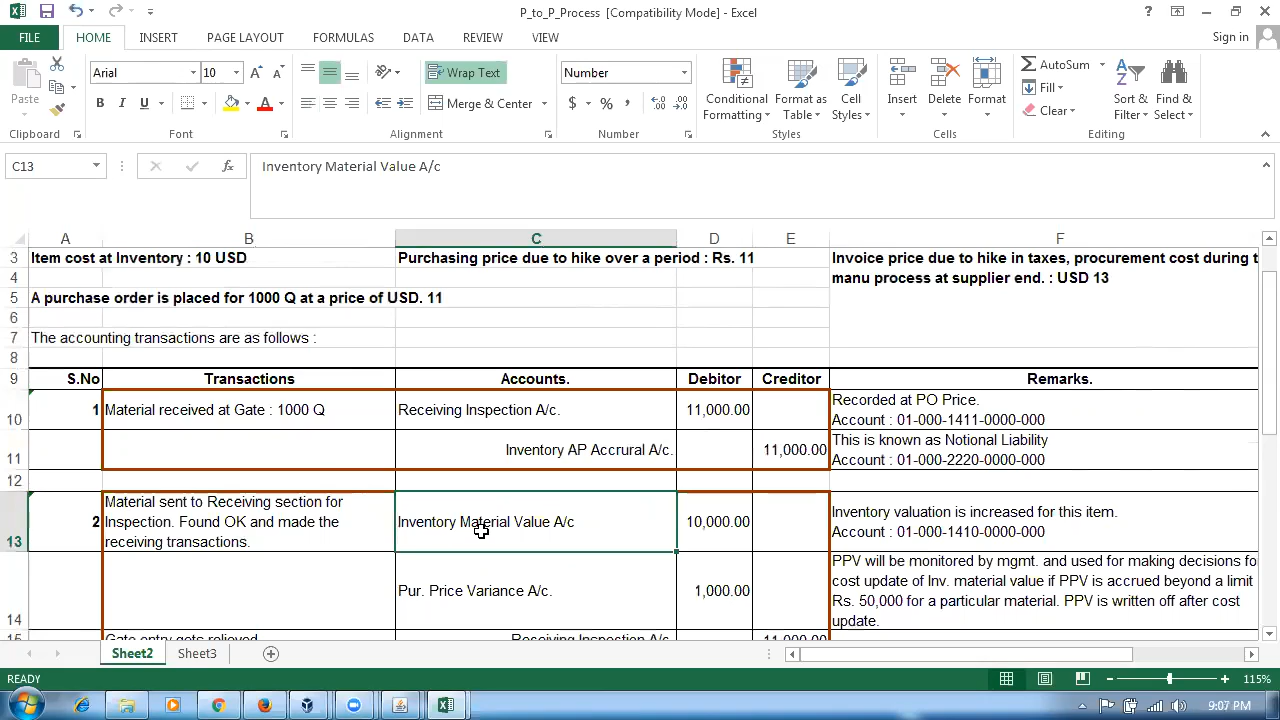 P_to_P_Process [Compatibility Mode] - Excel
FILE HOME INSERT PAGE LAYOUT FORMULAS DATA REVIEW VIEW Sign in
Arial 10 Wrap Text Number AutoSum
Paste B I U Merge & Center $ % , Conditional Formatting Format as Table Cell Styles Insert Delete Format Fill Clear Sort & Filter Find & Select
Clipboard Font Alignment Number Styles Cells Editing
C13 fx Inventory Material Value A/c
A B C D E F
3 Item cost at Inventory : 10 USD Purchasing price due to hike over a period : Rs. 11 Invoice price due to hike in taxes, procurement cost during t
4 manu process at supplier end. : USD 13
5 A purchase order is placed for 1000 Q at a price of USD. 11
6
7 The accounting transactions are as follows :
8
9 S.No Transactions Accounts. Debitor Creditor Remarks.
10 1 Material received at Gate : 1000 Q Receiving Inspection A/c. 11,000.00 Recorded at PO Price.
Account : 01-000-1411-0000-000
11 Inventory AP Accrural A/c. 11,000.00 This is known as Notional Liability
Account : 01-000-2220-0000-000
12
13 2 Material sent to Receiving section for
Inspection. Found OK and made the
receiving transactions. Inventory Material Value A/c 10,000.00 Inventory valuation is increased for this item.
Account : 01-000-1410-0000-000
14 Pur. Price Variance A/c. 1,000.00 PPV will be monitored by mgmt. and used for making decisions fo
cost update of Inv. material value if PPV is accrued beyond a limit
Rs. 50,000 for a particular material. PPV is written off after cost
update.
15 Gate entry gets relieved Receiving Inspection A/c 11,000.00
Sheet2 Sheet3
READY 115%
9:07 PM